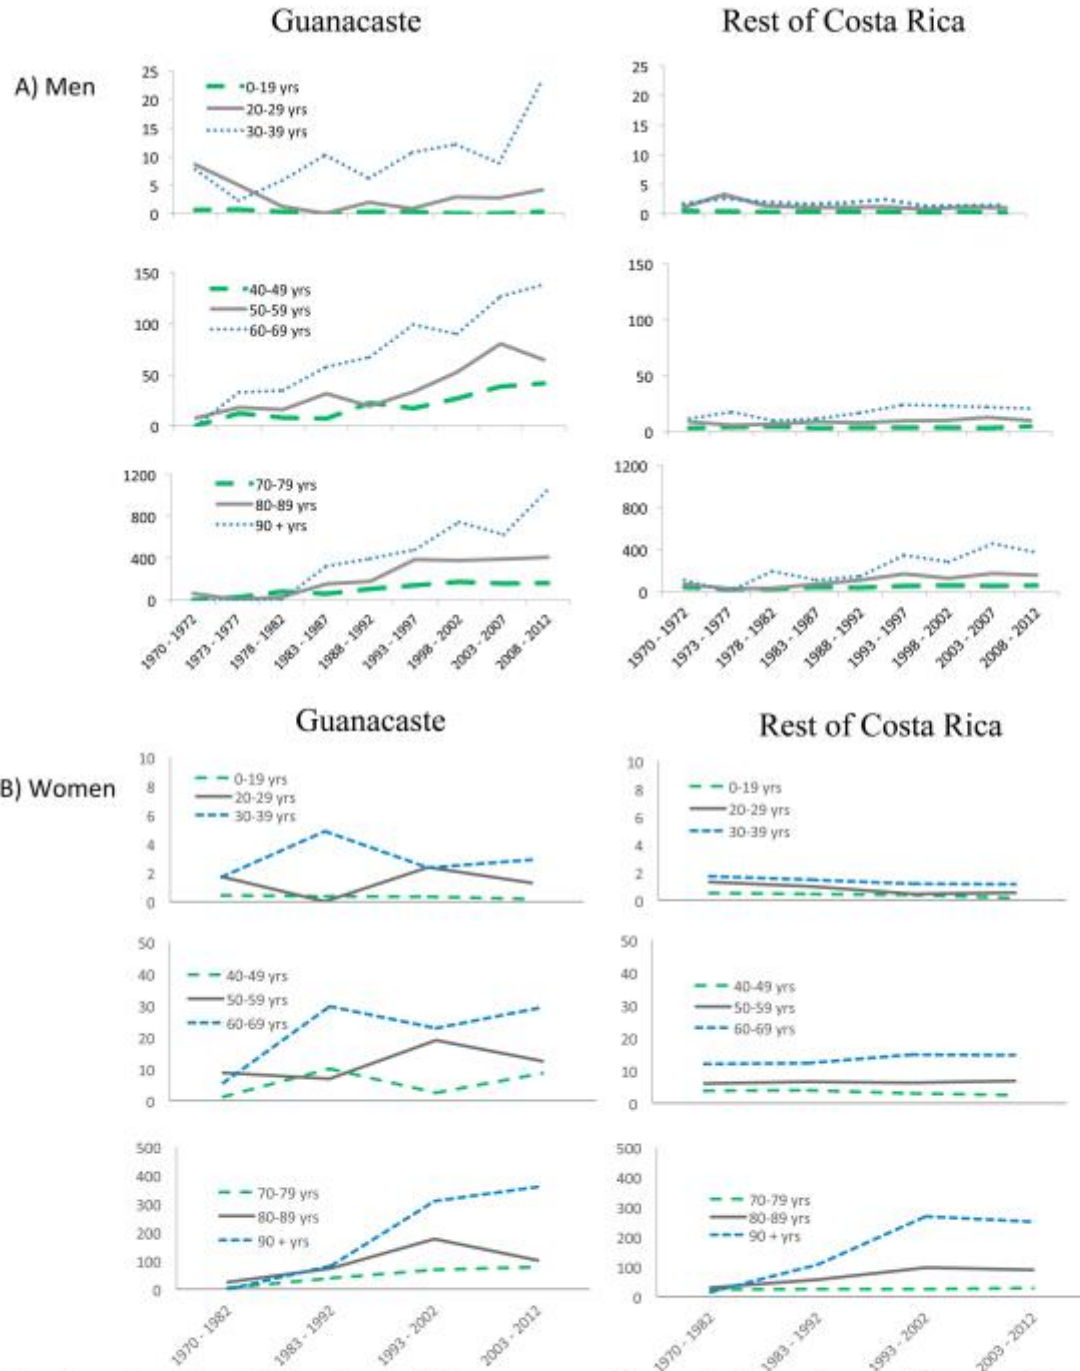 Guanacaste
Rest of Costa Rica
A) Men
25
20
15
10
5
0
0-19 yrs
20-29 yrs
30-39 yrs
25
20
15
10
5
0
150
100
50
0
40-49 yrs
50-59 yrs
60-69 yrs
150
100
50
0
1200
800
400
0
70-79 yrs
80-89 yrs
90 + yrs
1970 - 1972
1973 - 1977
1978 - 1982
1983 - 1987
1988 - 1992
1993 - 1997
1998 - 2002
2003 - 2007
2008 - 2012
1200
800
400
0
1970 - 1972
1973 - 1977
1978 - 1982
1983 - 1987
1988 - 1992
1993 - 1997
1998 - 2002
2003 - 2007
2008 - 2012
Guanacaste
Rest of Costa Rica
B) Women
10
8
6
4
2
0
0-19 yrs
20-29 yrs
30-39 yrs
10
8
6
4
2
0
0-19 yrs
20-29 yrs
30-39 yrs
50
40
30
20
10
0
40-49 yrs
50-59 yrs
60-69 yrs
50
40
30
20
10
0
40-49 yrs
50-59 yrs
60-69 yrs
500
400
300
200
100
0
70-79 yrs
80-89 yrs
90 + yrs
1970 - 1982
1983 - 1992
1993 - 2002
2003 - 2012
500
400
300
200
100
0
70-79 yrs
80-89 yrs
90 + yrs
1970 - 1982
1983 - 1992
1993 - 2002
2003 - 2012